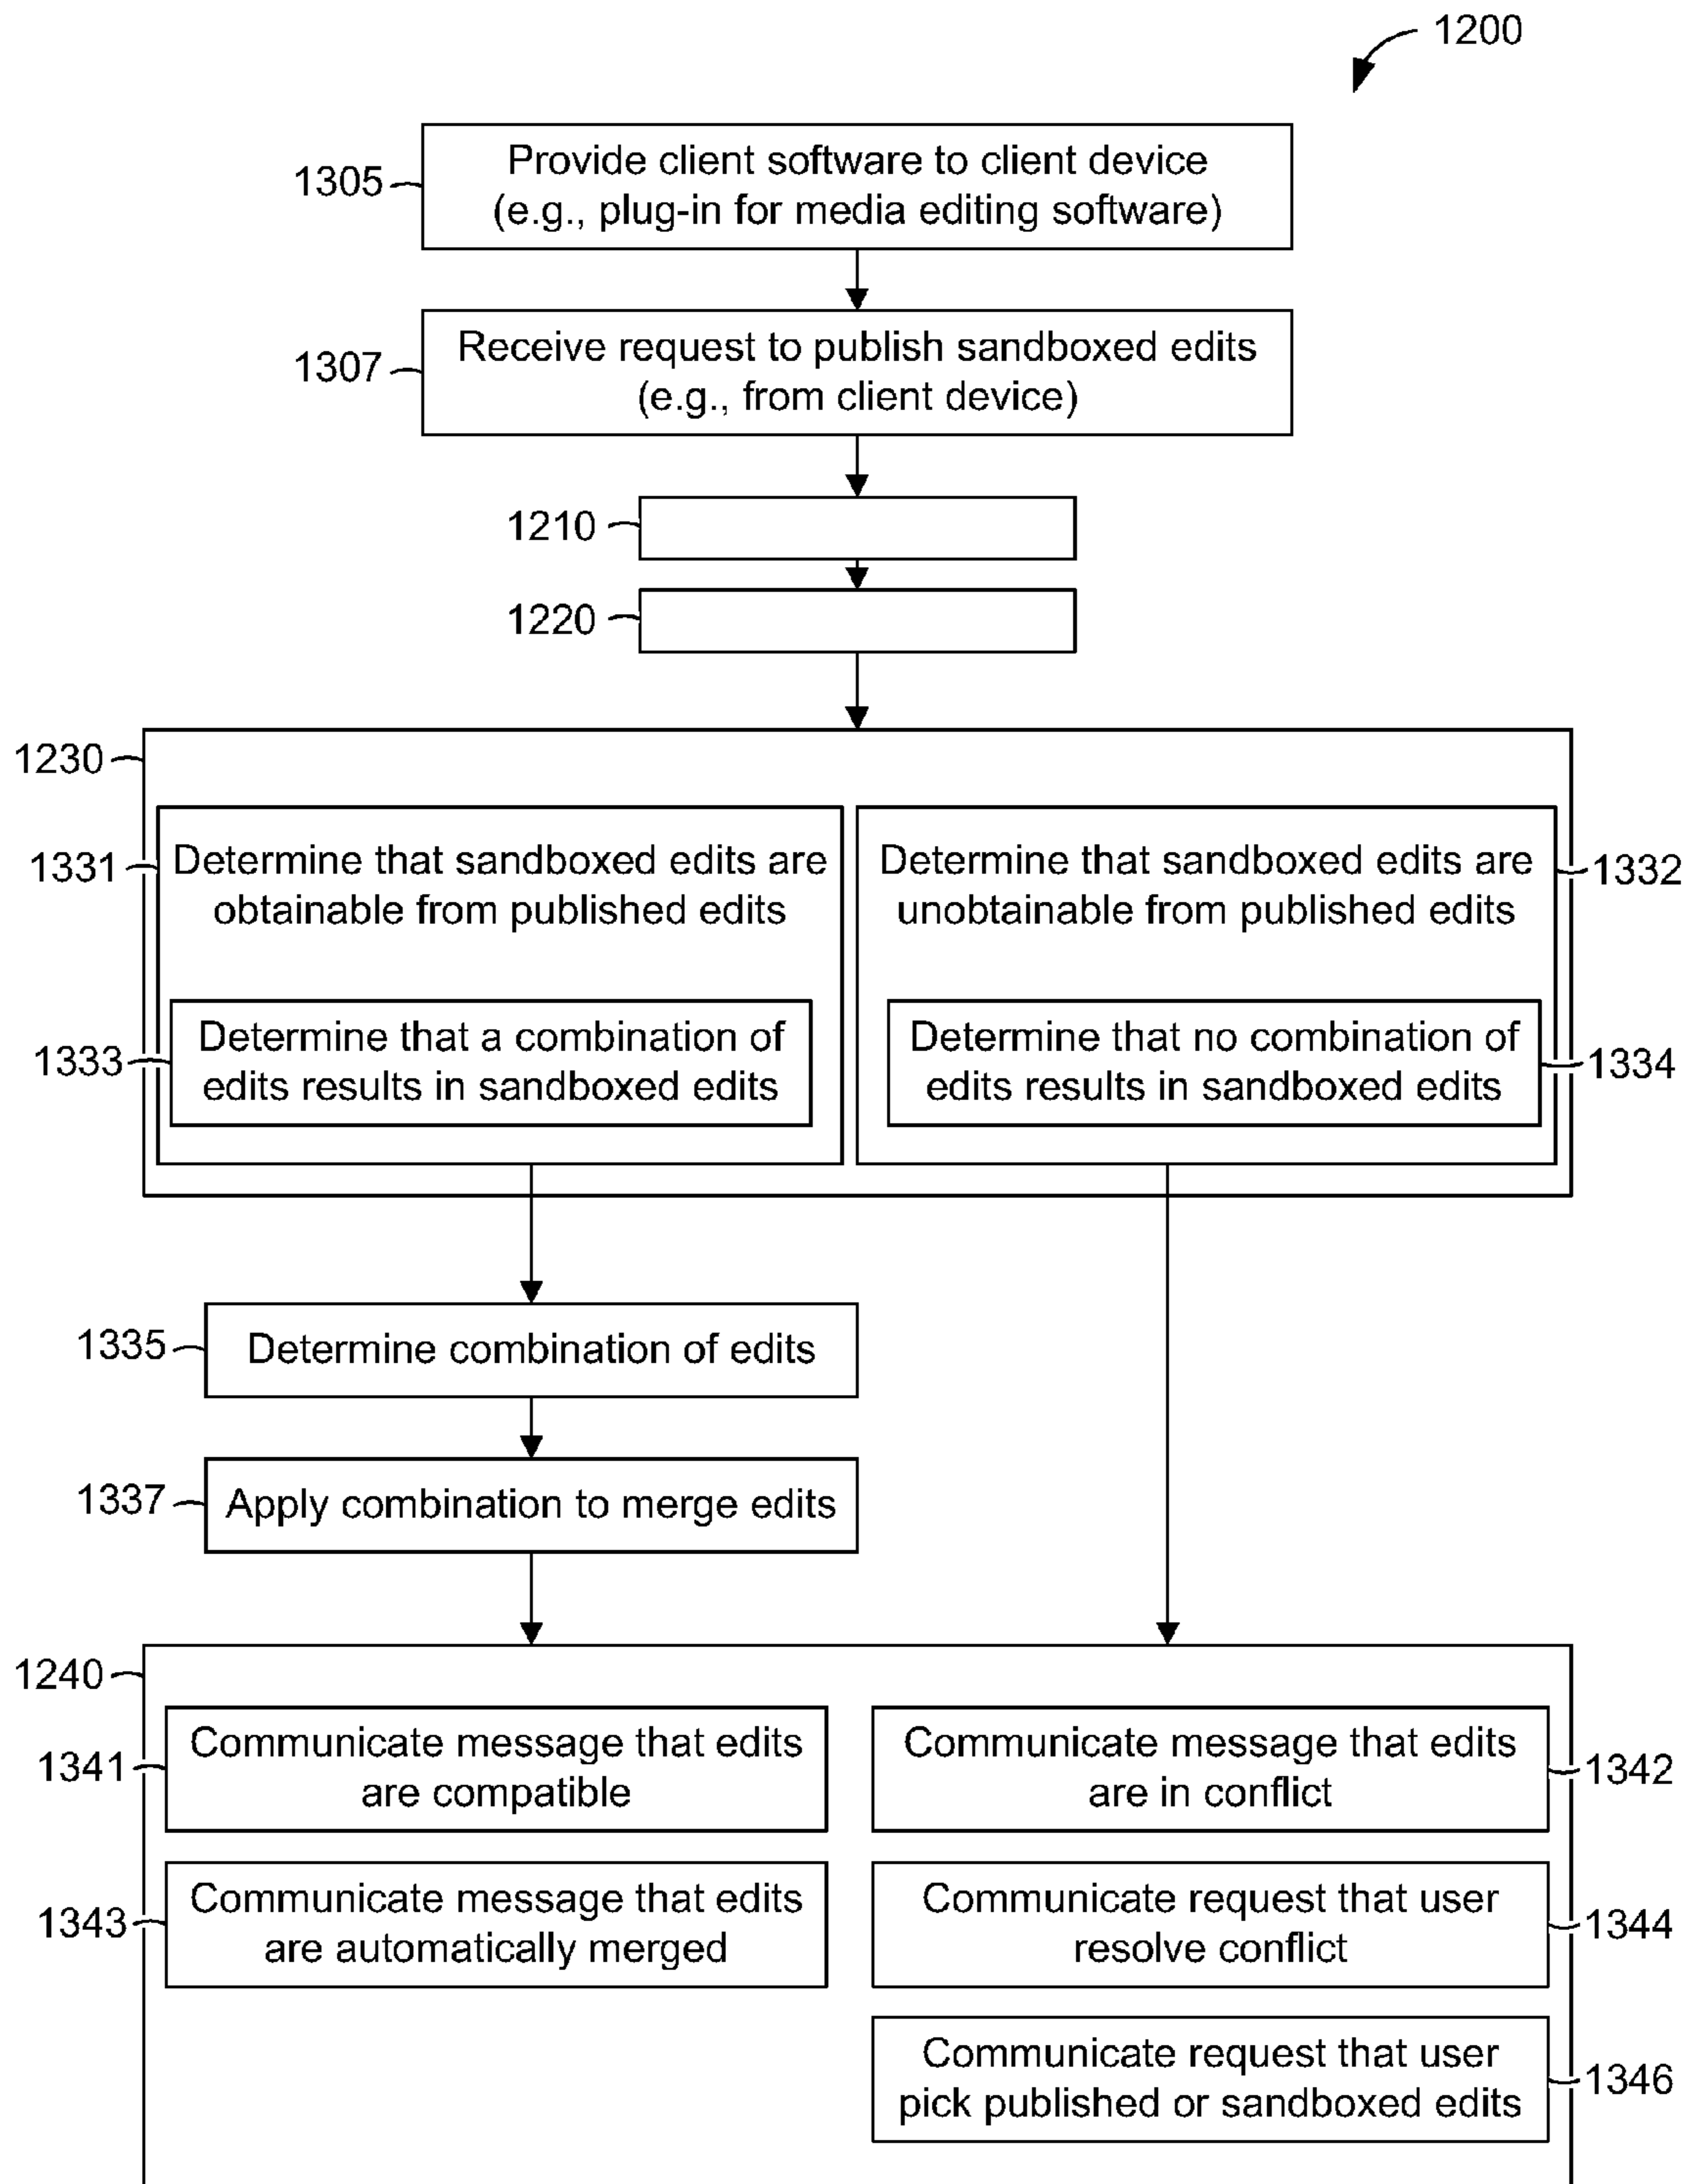 1200
1305
Provide client software to client device
(e.g., plug-in for media editing software)
1307
Receive request to publish sandboxed edits
(e.g., from client device)
1210
1220
1230
1331
Determine that sandboxed edits are
obtainable from published edits
1333
Determine that a combination of
edits results in sandboxed edits
Determine that sandboxed edits are
unobtainable from published edits
1332
Determine that no combination of
edits results in sandboxed edits
1334
1335
Determine combination of edits
1337
Apply combination to merge edits
1240
1341
Communicate message that edits
are compatible
1343
Communicate message that edits
are automatically merged
Communicate message that edits
are in conflict
1342
Communicate request that user
resolve conflict
1344
Communicate request that user
pick published or sandboxed edits
1346